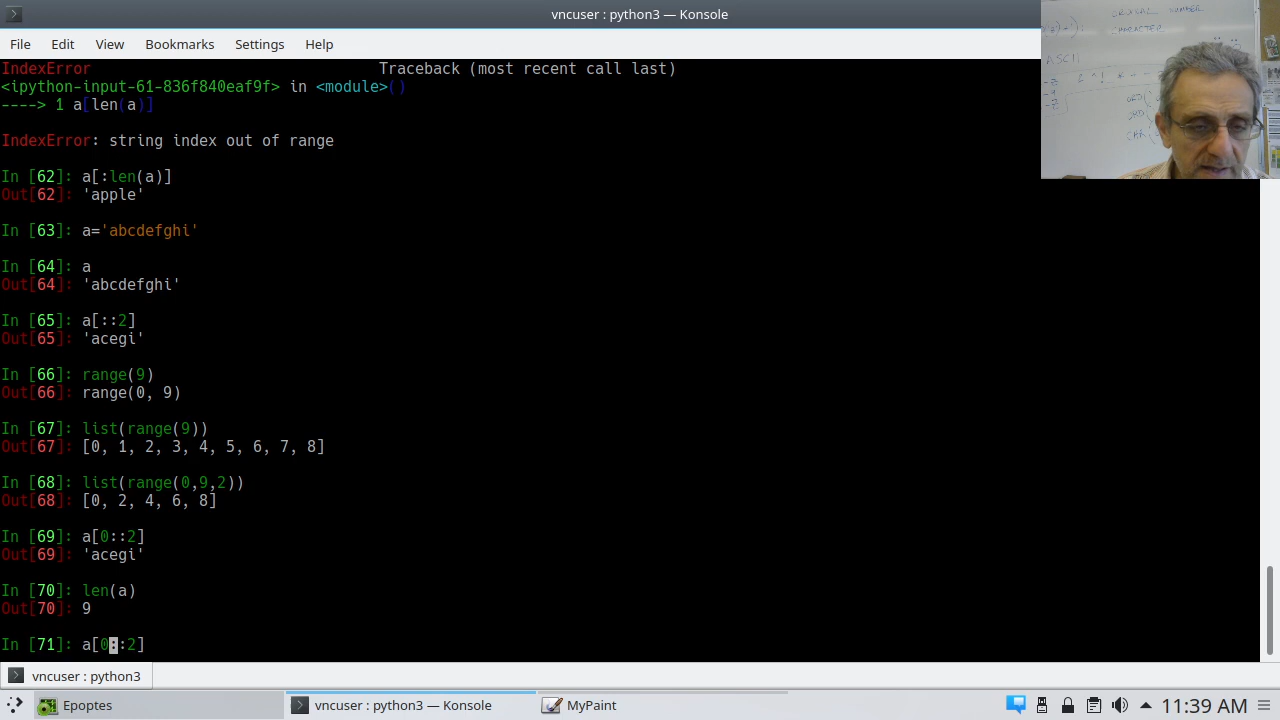 vncuser : python3 — Konsole
File Edit View Bookmarks Settings Help
IndexError Traceback (most recent call last)
<ipython-input-61-836f840eaf9f> in <module>()
----> 1 a[len(a)]
IndexError: string index out of range
In [62]: a[:len(a)]
Out[62]: 'apple'
In [63]: a='abcdefghi'
In [64]: a
Out[64]: 'abcdefghi'
In [65]: a[::2]
Out[65]: 'acegi'
In [66]: range(9)
Out[66]: range(0, 9)
In [67]: list(range(9))
Out[67]: [0, 1, 2, 3, 4, 5, 6, 7, 8]
In [68]: list(range(0,9,2))
Out[68]: [0, 2, 4, 6, 8]
In [69]: a[0::2]
Out[69]: 'acegi'
In [70]: len(a)
Out[70]: 9
In [71]: a[0::2]
NUMBER
CHARACTER
ASCII
vncuser : python3
Epoptes
vncuser : python3 — Konsole
MyPaint
11:39 AM